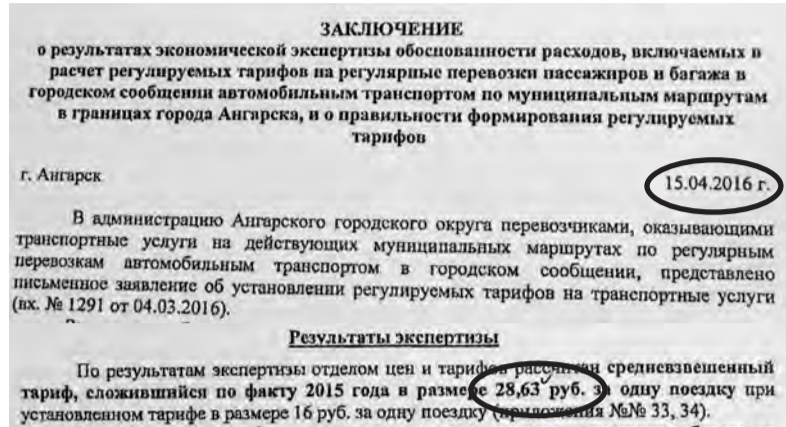 ЗАКЛЮЧЕНИЕ
о результатах экономической экспертизы обоснованности расходов, включаемых в
расчет регулируемых тарифов на регулярные перевозки пассажиров и багажа в
городском сообщении автомобильным транспортом по муниципальным маршрутам
в границах города Ангарска, и о правильности формирования регулируемых
тарифов
г. Ангарск
15.04.2016 г.
В администрацию Ангарского городского округа перевозчиками, оказывающими
транспортные услуги на действующих муниципальных маршрутах по регулярным
перевозкам автомобильным транспортом в городском сообщении, представлено
письменное заявление об установлении регулируемых тарифов на транспортные услуги
(вх. № 1291 от 04.03.2016).
Результаты экспертизы
По результатам экспертизы отделом цен и тарифов рассчитан средневзвешенный
тариф, сложившийся по факту 2015 года в размере 28,63 руб. за одну поездку при
установленном тарифе в размере 16 руб. за одну поездку (приложения №№ 33, 34).